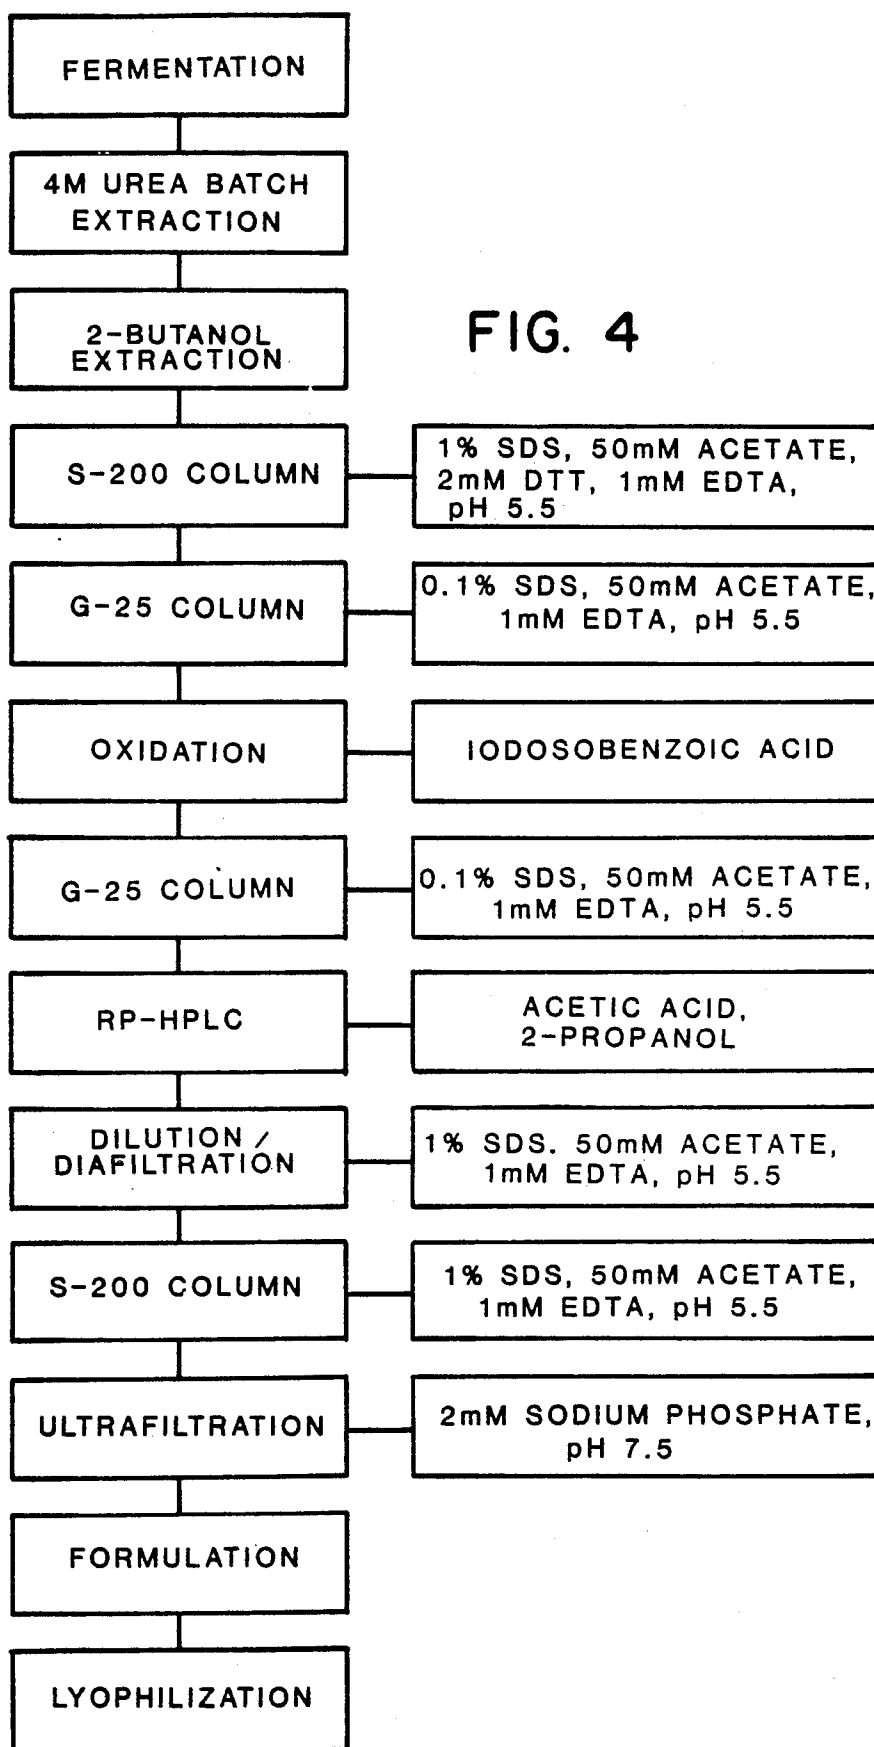 FERMENTATION
4M UREA BATCH
EXTRACTION
2-BUTANOL
EXTRACTION
FIG. 4
S-200 COLUMN
1% SDS, 50mM ACETATE,
2mM DTT, 1mM EDTA,
pH 5.5
G-25 COLUMN
0.1% SDS, 50mM ACETATE,
1mM EDTA, pH 5.5
OXIDATION
IODOSOBENZOIC ACID
G-25 COLUMN
0.1% SDS, 50mM ACETATE,
1mM EDTA, pH 5.5
RP-HPLC
ACETIC ACID,
2-PROPANOL
DILUTION /
DIAFILTRATION
1% SDS. 50mM ACETATE,
1mM EDTA, pH 5.5
S-200 COLUMN
1% SDS, 50mM ACETATE,
1mM EDTA, pH 5.5
ULTRAFILTRATION
2mM SODIUM PHOSPHATE,
pH 7.5
FORMULATION
LYOPHILIZATION